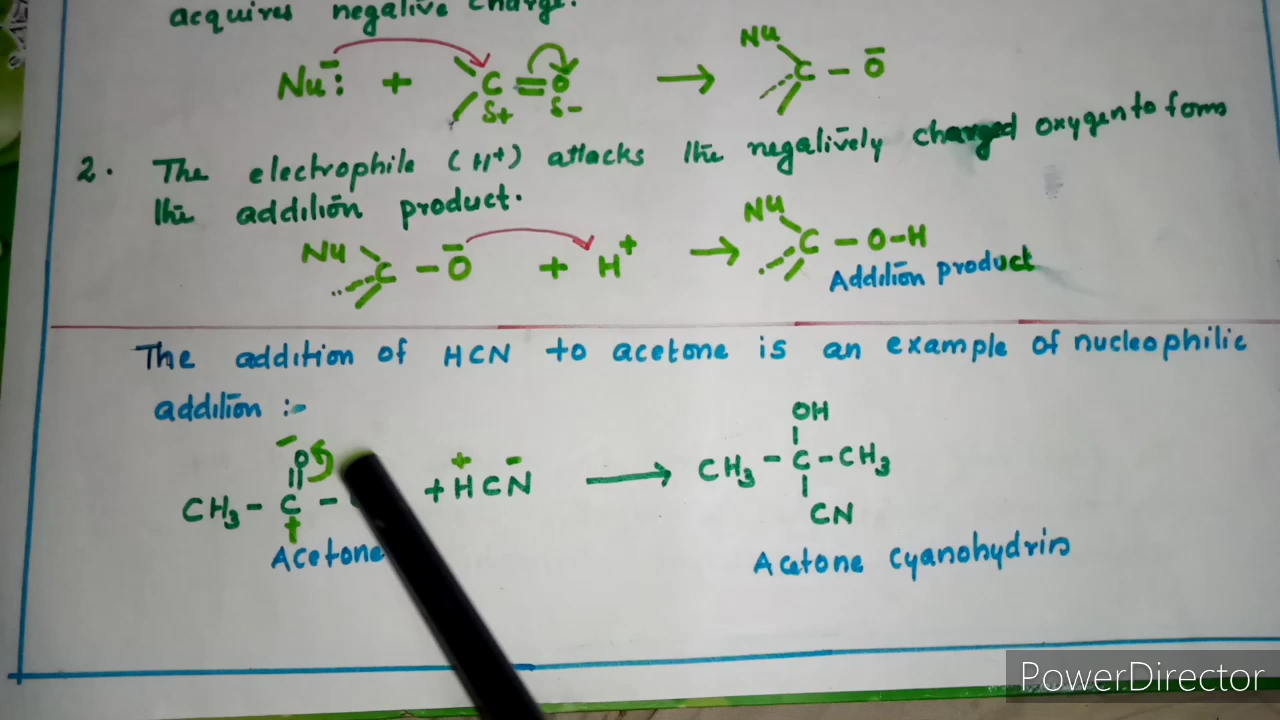 acquires negative charge.
Nu:⁻ + C = O → Nu C – O⁻
δ+ δ-
2. The electrophile (H+) attacks the negatively charged oxygen to forms
the addition product.
Nu C – O⁻ + H⁺ → Nu C – O-H
Addition product
The addition of HCN to acetone is an example of nucleophilic
addition :-
OH
⁻ O
CH3 - C - + H⁺ CN⁻ → CH3 - C - CH3
+
CN
Acetone
Acetone cyanohydrin
PowerDirector